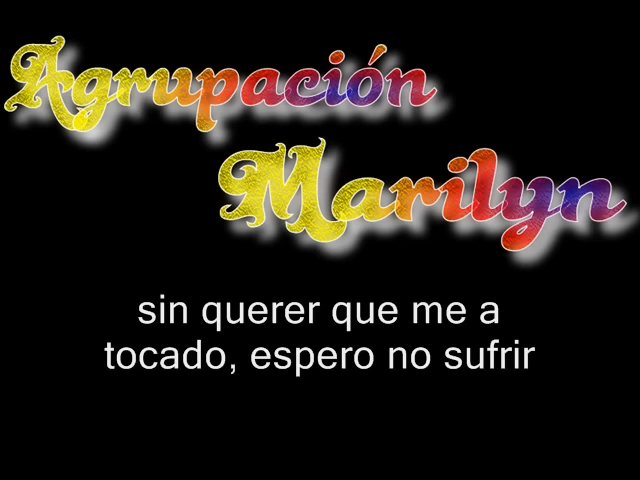 Agrupación
Marilyn
sin querer que me a
tocado, espero no sufrir